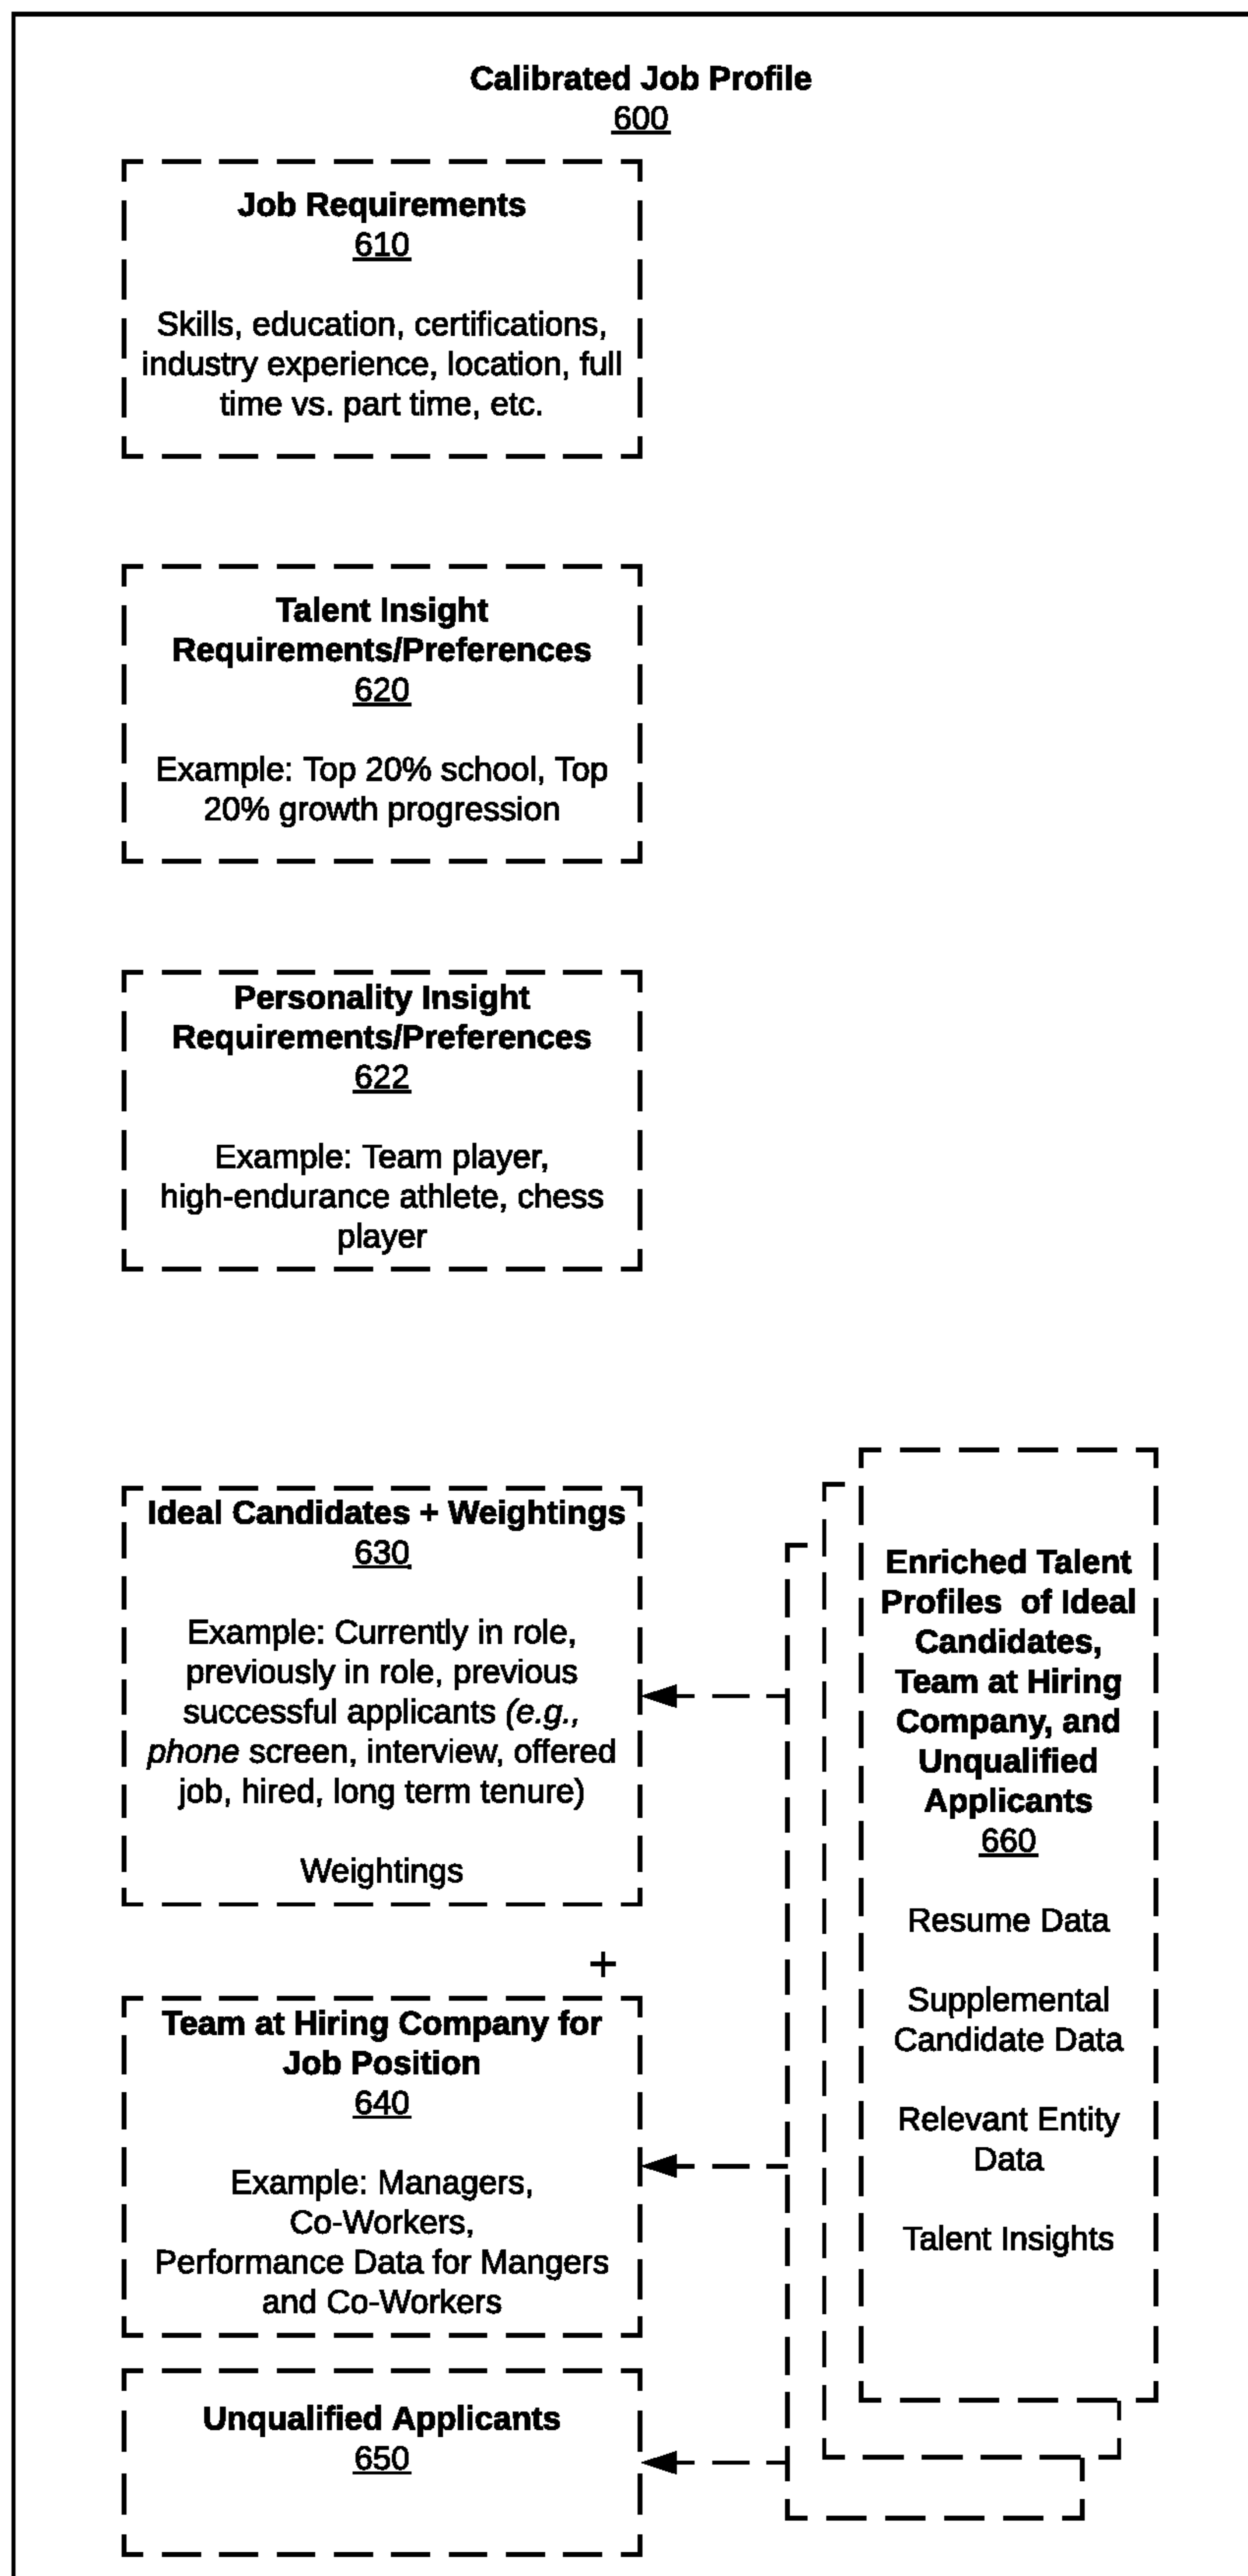 Calibrated Job Profile
600
Job Requirements
610
Skills, education, certifications,
industry experience, location, full
time vs. part time, etc.
Talent Insight
Requirements/Preferences
620
Example: Top 20% school, Top
20% growth progression
Personality Insight
Requirements/Preferences
622
Example: Team player,
high-endurance athlete, chess
player
Ideal Candidates + Weightings
630
Example: Currently in role,
previously in role, previous
successful applicants (e.g.,
phone screen, interview, offered
job, hired, long term tenure)
Weightings
+
Team at Hiring Company for
Job Position
640
Example: Managers,
Co-Workers,
Performance Data for Mangers
and Co-Workers
Unqualified Applicants
650
Enriched Talent
Profiles of Ideal
Candidates,
Team at Hiring
Company, and
Unqualified
Applicants
660
Resume Data
Supplemental
Candidate Data
Relevant Entity
Data
Talent Insights